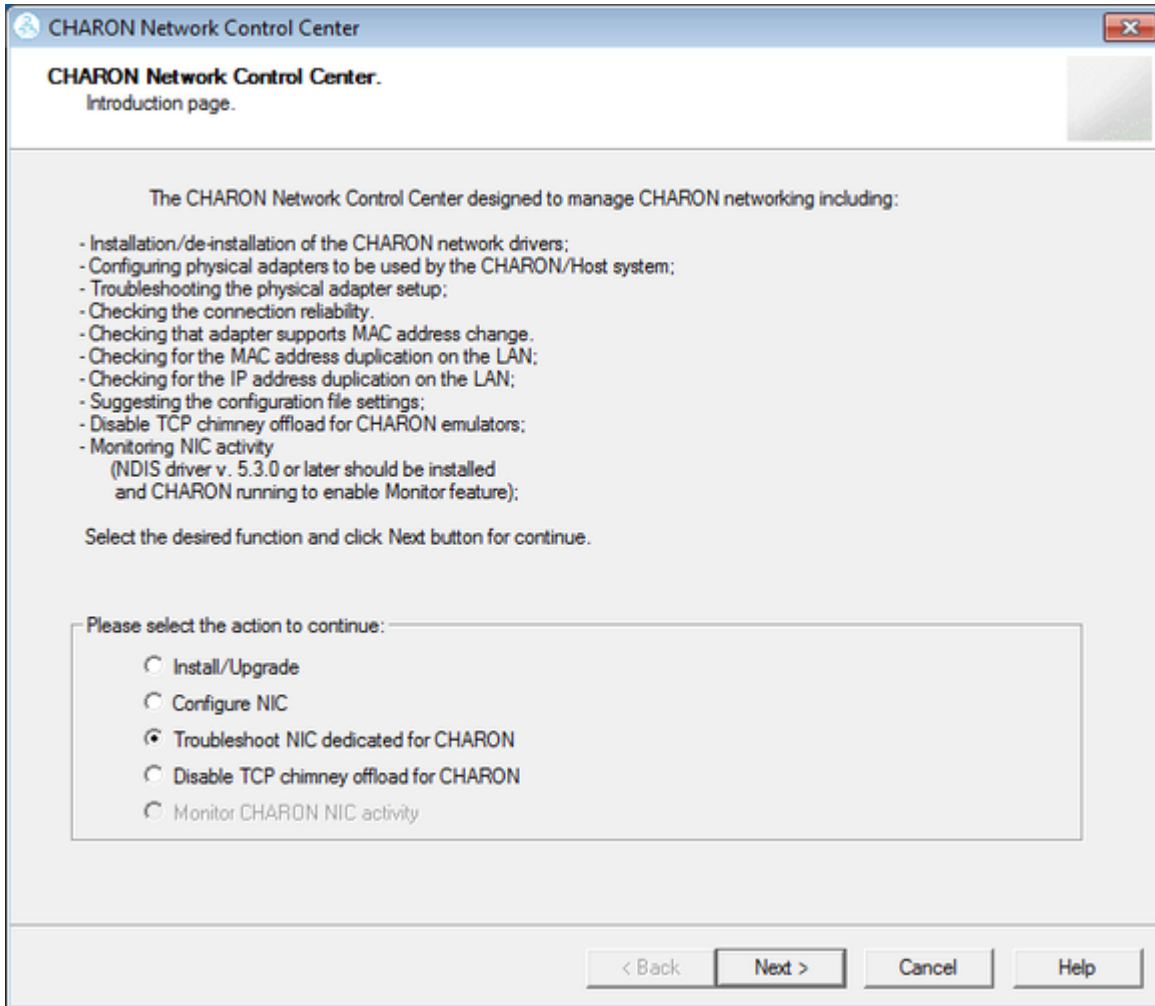 CHARON Network Control Center
CHARON Network Control Center.
Introduction page.
The CHARON Network Control Center designed to manage CHARON networking including:
- Installation/de-installation of the CHARON network drivers;
- Configuring physical adapters to be used by the CHARON/Host system;
- Troubleshooting the physical adapter setup;
- Checking the connection reliability.
- Checking that adapter supports MAC address change.
- Checking for the MAC address duplication on the LAN;
- Checking for the IP address duplication on the LAN;
- Suggesting the configuration file settings;
- Disable TCP chimney offload for CHARON emulators;
- Monitoring NIC activity
(NDIS driver v. 5.3.0 or later should be installed
and CHARON running to enable Monitor feature);
Select the desired function and click Next button for continue.
Please select the action to continue:
Install/Upgrade
Configure NIC
Troubleshoot NIC dedicated for CHARON
Disable TCP chimney offload for CHARON
Monitor CHARON NIC activity
< Back Next > Cancel Help